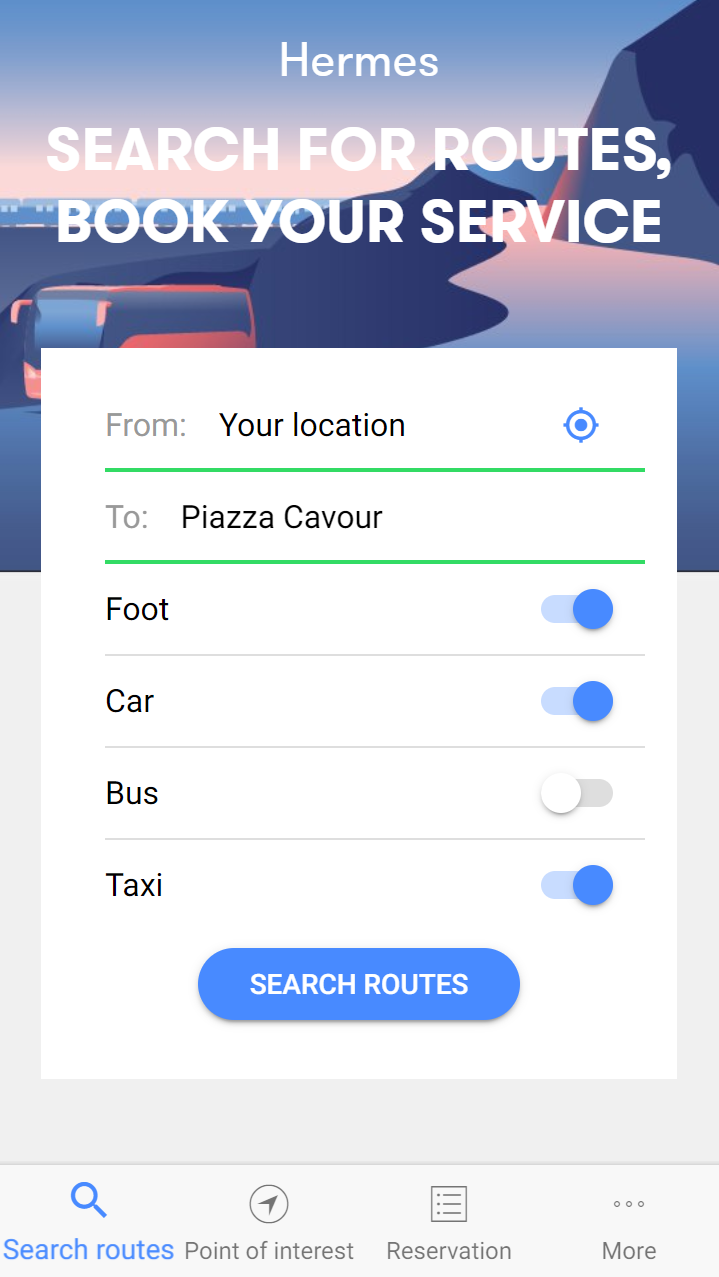 Hermes
SEARCH FOR ROUTES,
BOOK YOUR SERVICE
From: Your location
To: Piazza Cavour
Foot
Car
Bus
Taxi
SEARCH ROUTES
Search routes Point of interest Reservation More